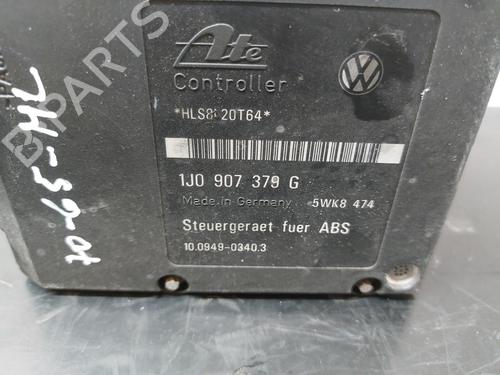 Ate
Controller
*HLS8 20T64*
1J0 907 379 G
Made in Germany 5WK8 474
Steuergeraet fuer ABS
10.0949-0340.3
B-PARTS